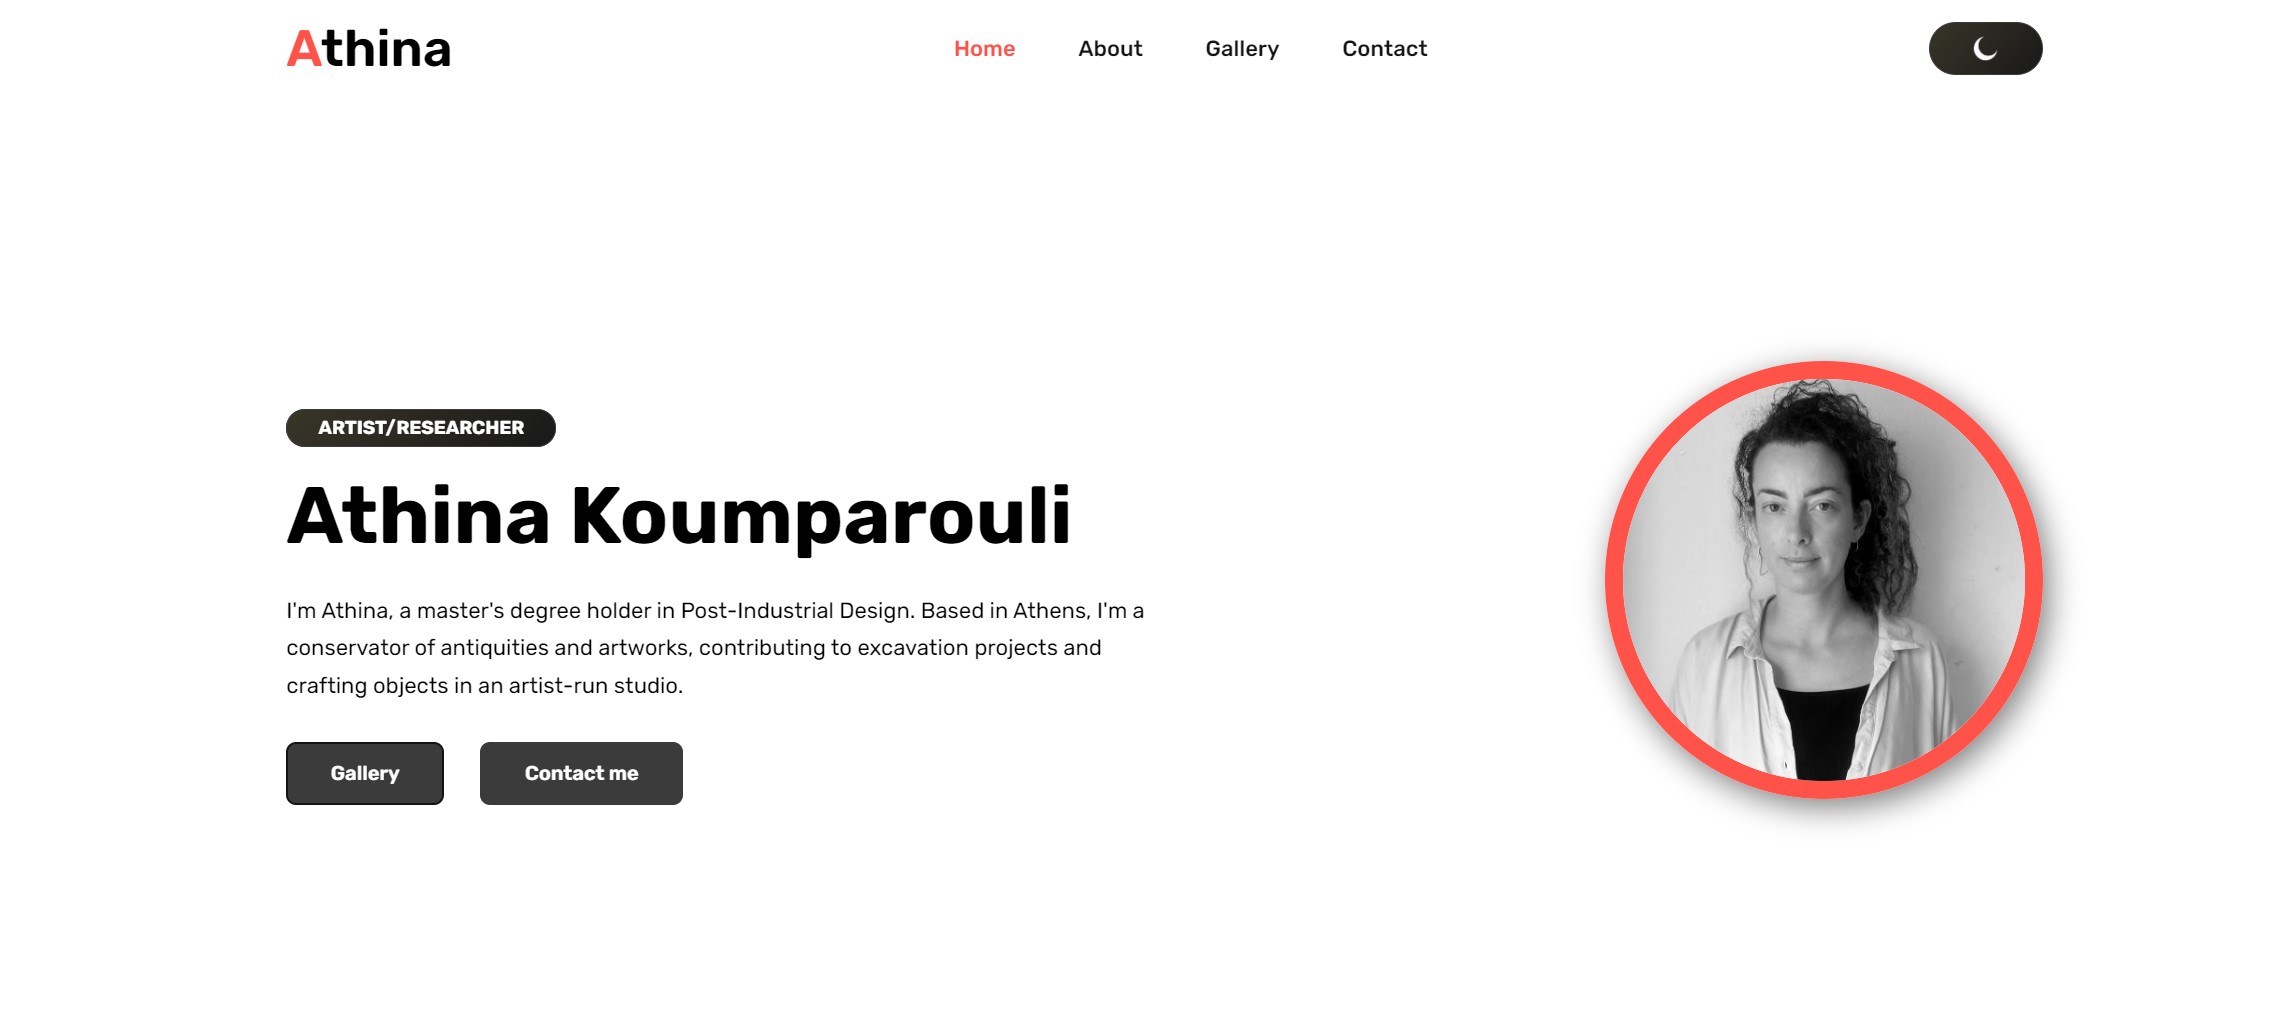 Athina
Home About Gallery Contact
ARTIST/RESEARCHER
Athina Koumparouli
I'm Athina, a master's degree holder in Post-Industrial Design. Based in Athens, I'm a
conservator of antiquities and artworks, contributing to excavation projects and
crafting objects in an artist-run studio.
Gallery Contact me